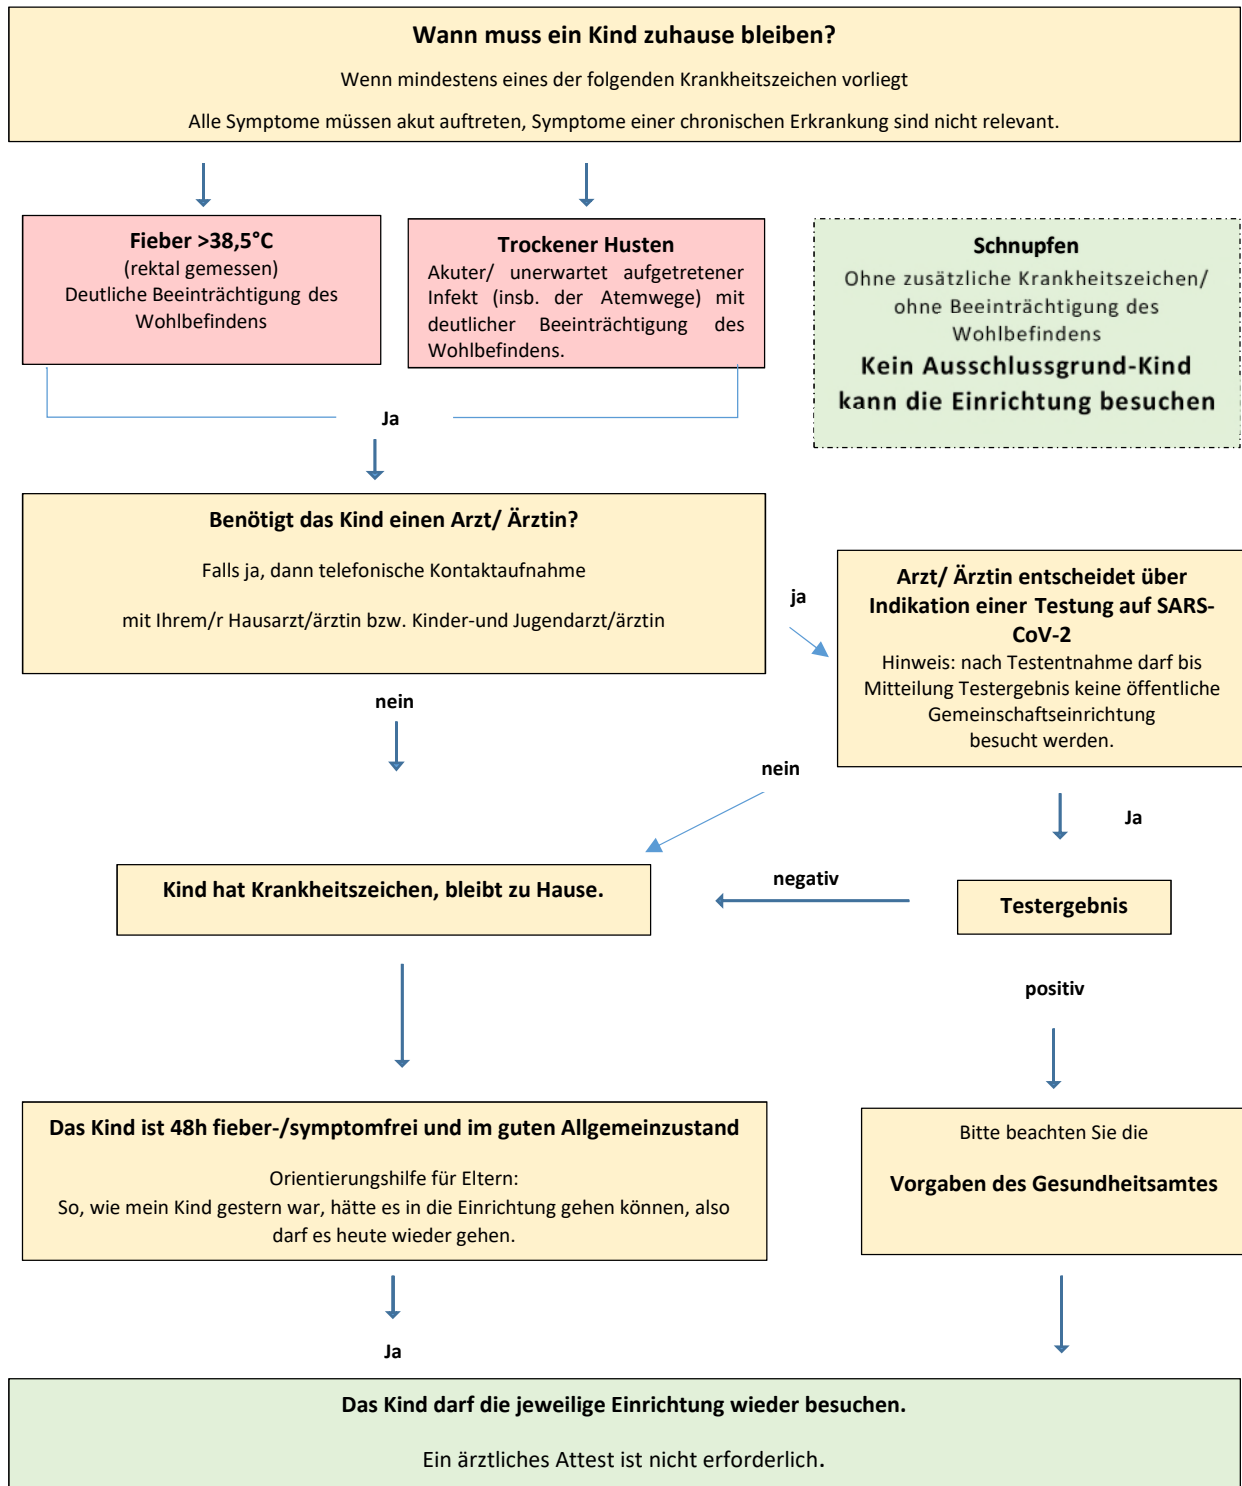 Wann muss ein Kind zuhause bleiben?
Wenn mindestens eines der folgenden Krankheitszeichen vorliegt
Alle Symptome müssen akut auftreten, Symptome einer chronischen Erkrankung sind nicht relevant.
Fieber >38,5°C
(rektal gemessen)
Deutliche Beeinträchtigung des
Wohlbefindens
Trockener Husten
Akuter/ unerwartet aufgetretener
Infekt (insb. der Atemwege) mit
deutlicher Beeinträchtigung des
Wohlbefindens.
Schnupfen
Ohne zusätzliche Krankheitszeichen/
ohne Beeinträchtigung des
Wohlbefindens
Kein Ausschlussgrund-Kind
kann die Einrichtung besuchen
Ja
Benötigt das Kind einen Arzt/ Ärztin?
Falls ja, dann telefonische Kontaktaufnahme
mit Ihrem/r Hausarzt/ärztin bzw. Kinder-und Jugendarzt/ärztin
ja
Arzt/ Ärztin entscheidet über
Indikation einer Testung auf SARS-
CoV-2
Hinweis: nach Testentnahme darf bis
Mitteilung Testergebnis keine öffentliche
Gemeinschaftseinrichtung
besucht werden.
nein
nein
Ja
Kind hat Krankheitszeichen, bleibt zu Hause.
negativ
Testergebnis
positiv
Das Kind ist 48h fieber-/symptomfrei und im guten Allgemeinzustand
Orientierungshilfe für Eltern:
So, wie mein Kind gestern war, hätte es in die Einrichtung gehen können, also
darf es heute wieder gehen.
Bitte beachten Sie die
Vorgaben des Gesundheitsamtes
Ja
Das Kind darf die jeweilige Einrichtung wieder besuchen.
Ein ärztliches Attest ist nicht erforderlich.